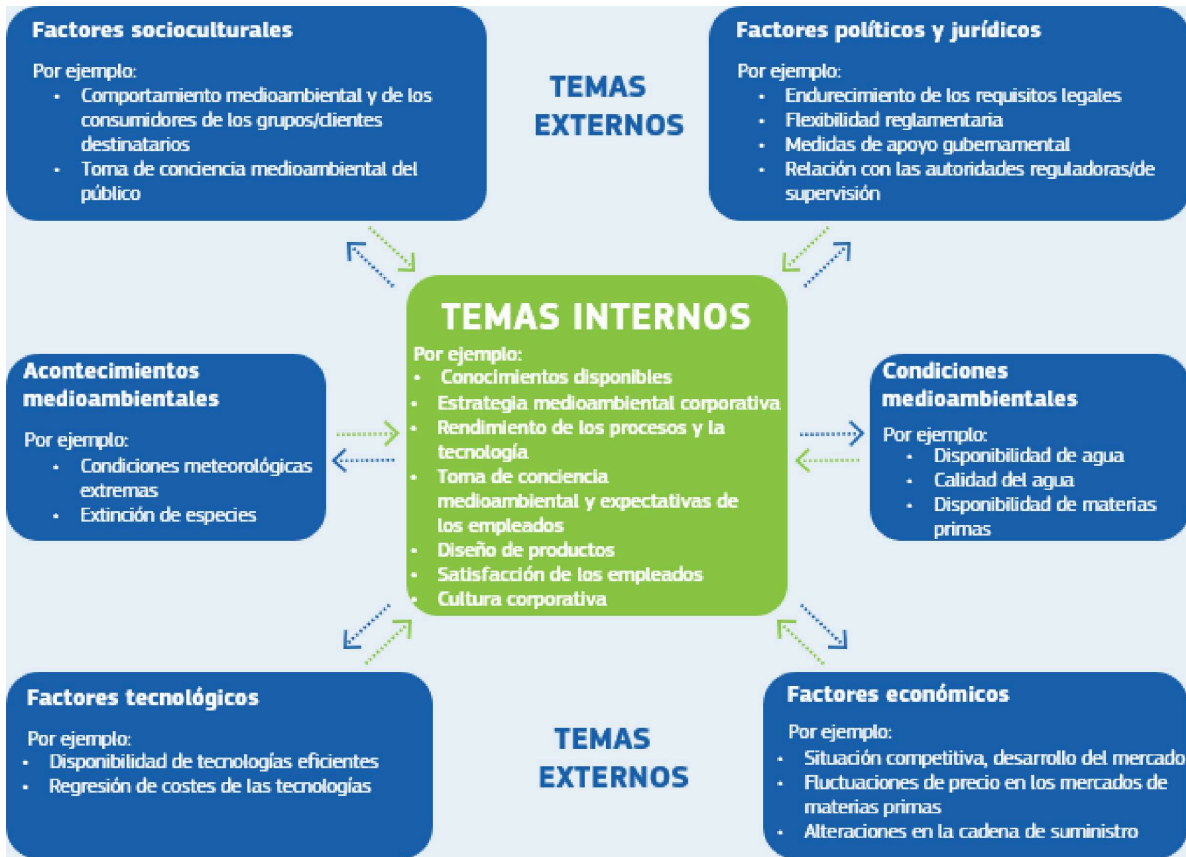 Factores socioculturales
Por ejemplo:
• Comportamiento medioambiental y de los
consumidores de los grupos/clientes
destinatarios
• Toma de conciencia medioambiental del
público
TEMAS
EXTERNOS
Factores políticos y jurídicos
Por ejemplo:
• Endurecimiento de los requisitos legales
• Flexibilidad reglamentaria
• Medidas de apoyo gubernamental
• Relación con las autoridades reguladoras/de
supervisión
Acontecimientos
medioambientales
Por ejemplo:
• Condiciones meteorológicas
extremas
• Extinción de especies
TEMAS INTERNOS
Por ejemplo:
• Conocimientos disponibles
• Estrategia medioambiental corporativa
• Rendimiento de los procesos y la
tecnología
• Toma de conciencia
medioambiental y expectativas de
los empleados
• Diseño de productos
• Satisfacción de los empleados
• Cultura corporativa
Condiciones
medioambientales
Por ejemplo:
• Disponibilidad de agua
• Calidad del agua
• Disponibilidad de materias
primas
Factores tecnológicos
Por ejemplo:
• Disponibilidad de tecnologías eficientes
• Regresión de costes de las tecnologías
TEMAS
EXTERNOS
Factores económicos
Por ejemplo:
• Situación competitiva, desarrollo del mercado
• Fluctuaciones de precio en los mercados de
materias primas
• Alteraciones en la cadena de suministro